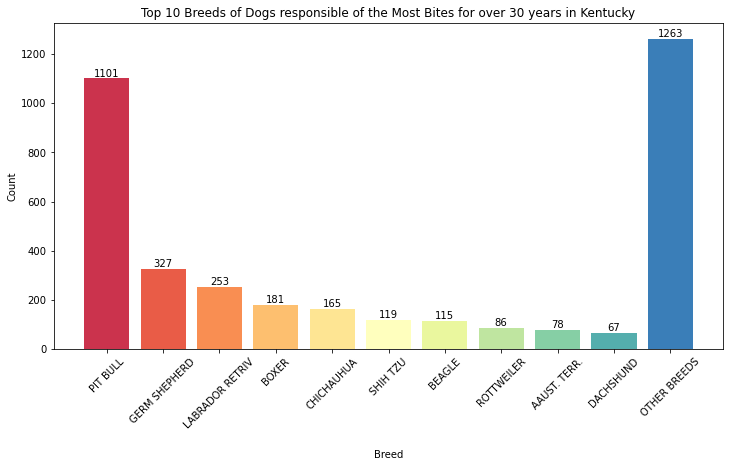 Top 10 Breeds of Dogs responsible of the Most Bites for over 30 years in Kentucky
Count
1200
1000
800
600
400
200
0
1101
327
253
181
165
119
115
86
78
67
1263
PIT BULL
GERM SHEPHERD
LABRADOR RETRIV
BOXER
CHICHAUHUA
SHIH TZU
BEAGLE
ROTTWEILER
AAUST. TERR.
DACHSHUND
OTHER BREEDS
Breed